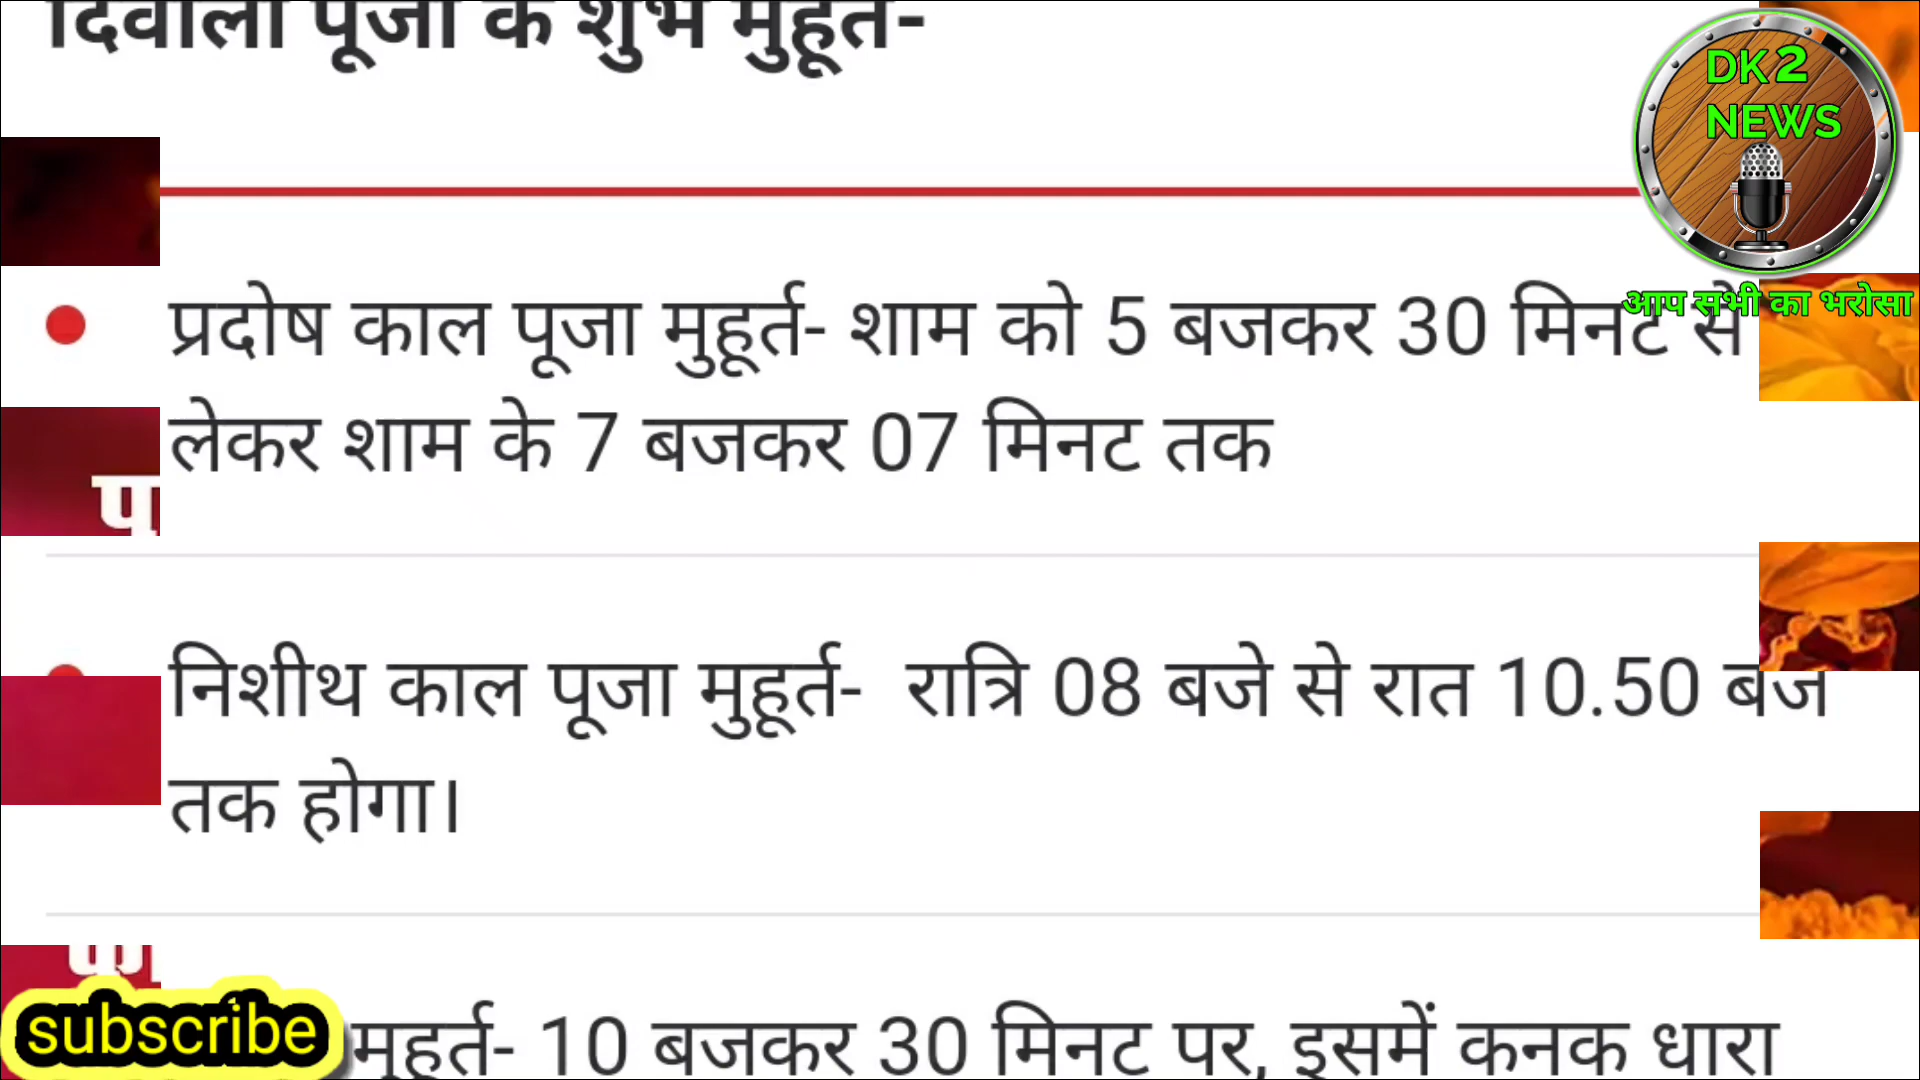 दिवाली पूजा के शुभ मुहूर्त-
DK2
NEWS
आप सभी का भरोसा
प्रदोष काल पूजा मुहूर्त- शाम को 5 बजकर 30 मिनट से
लेकर शाम के 7 बजकर 07 मिनट तक
निशीथ काल पूजा मुहूर्त- रात्रि 08 बजे से रात 10.50 बजे
तक होगा।
subscribe
मुहूर्त- 10 बजकर 30 मिनट पर, इसमें कनक धारा